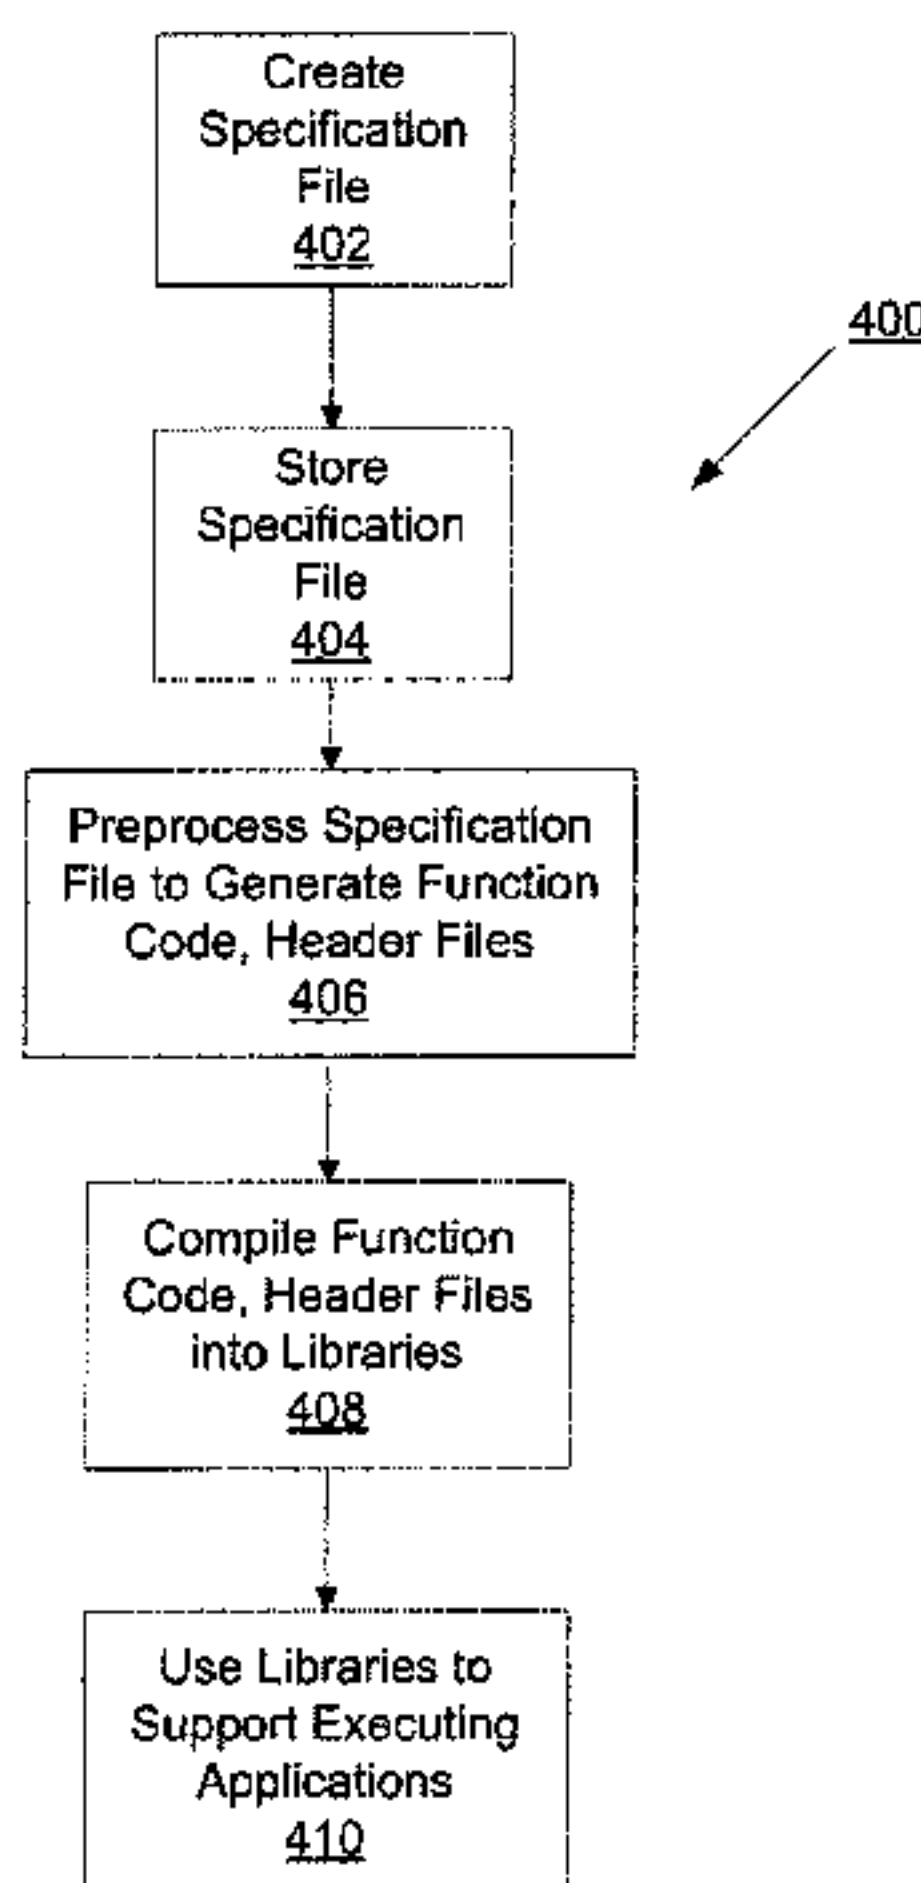 Create
Specification
File
402
400
Store
Specification
File
404
Preprocess Specification
File to Generate Function
Code, Header Files
406
Compile Function
Code, Header Files
into Libraries
408
Use Libraries to
Support Executing
Applications
410